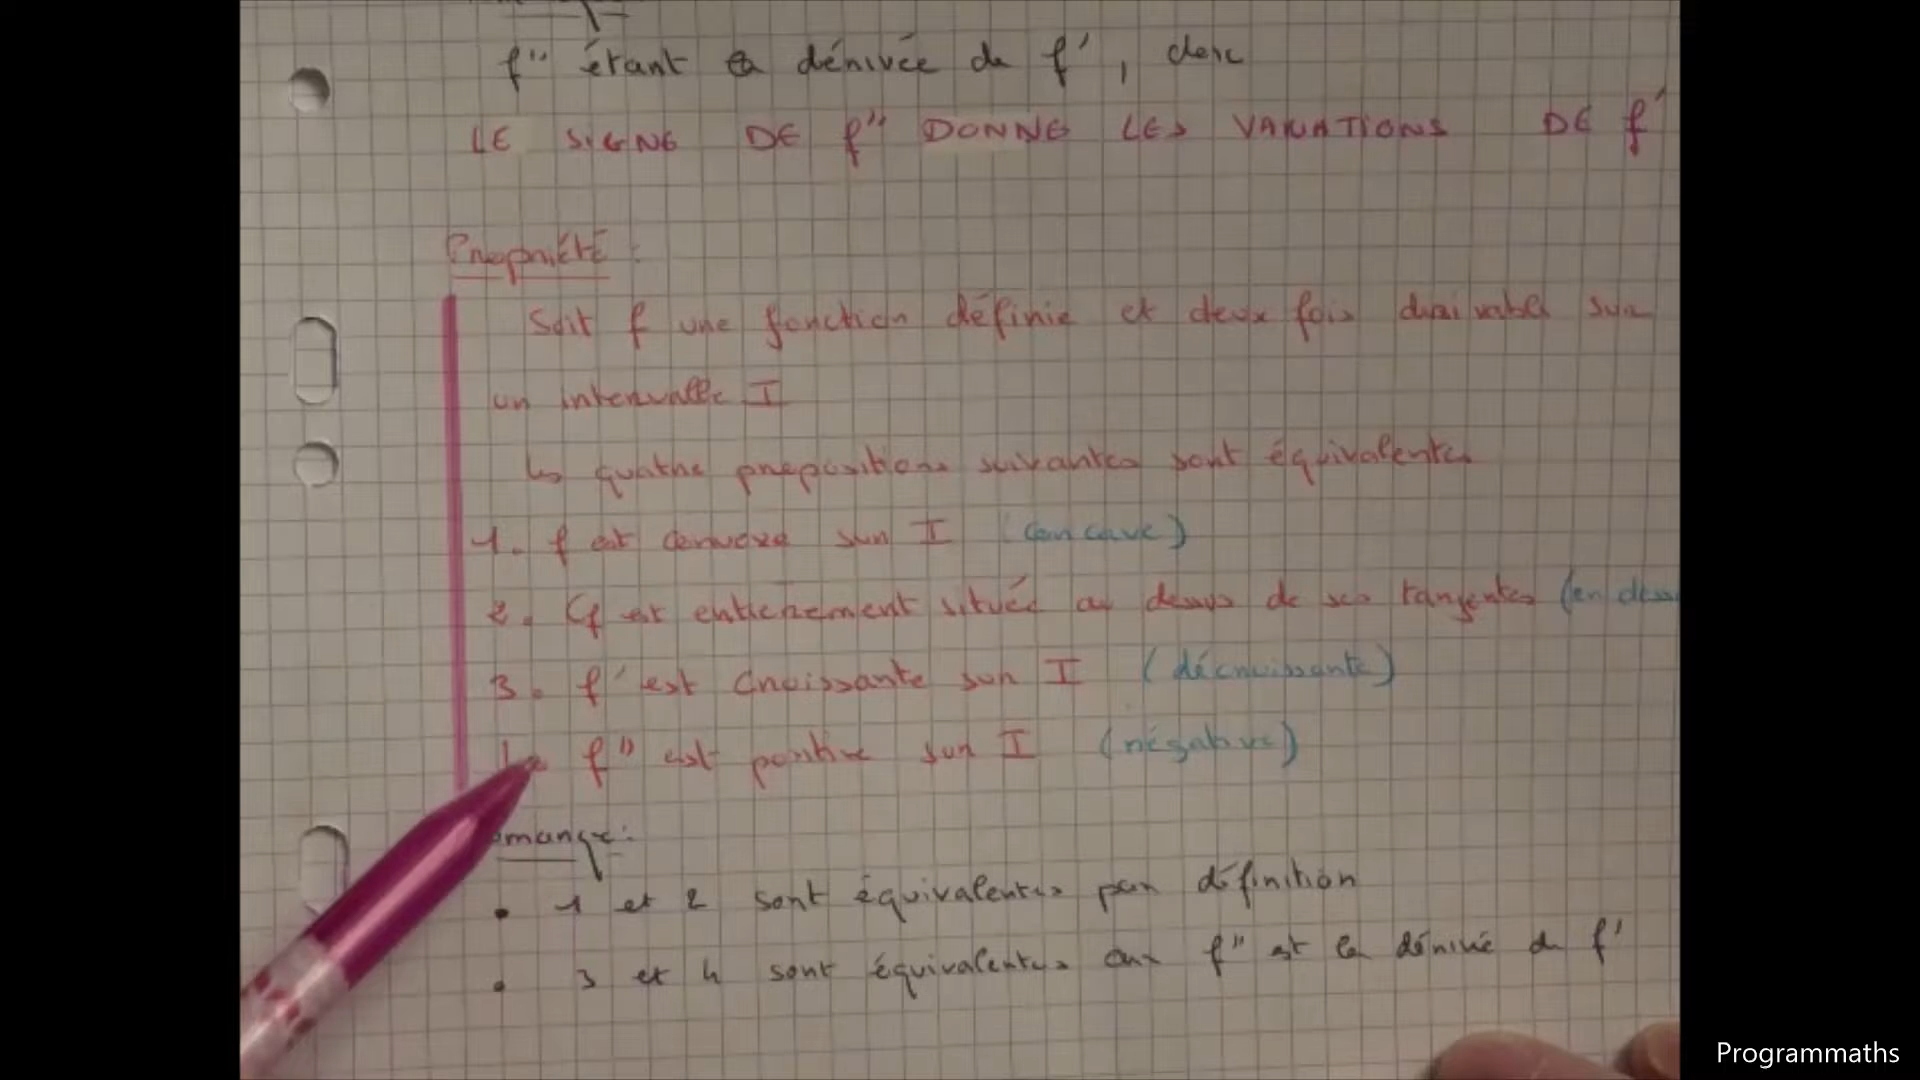 f" étant la dérivée de f', donc
LE SIGNE DE f" DONNE LES VARIATIONS DE f'
Propriété :
Soit f une fonction définie et deux fois dérivable sur
un intervalle I
Les quatre propositions suivantes sont équivalentes
1. f est convexe sur I (concave)
2. Cf est entièrement situé au dessus de ses tangentes (en
3. f' est croissante sur I (décroissante)
f" est positive sur I (négative)
• 1 et 2 sont équivalentes par définition
• 3 et 4 sont équivalentes car f" est la dérivée de f'
Programmaths